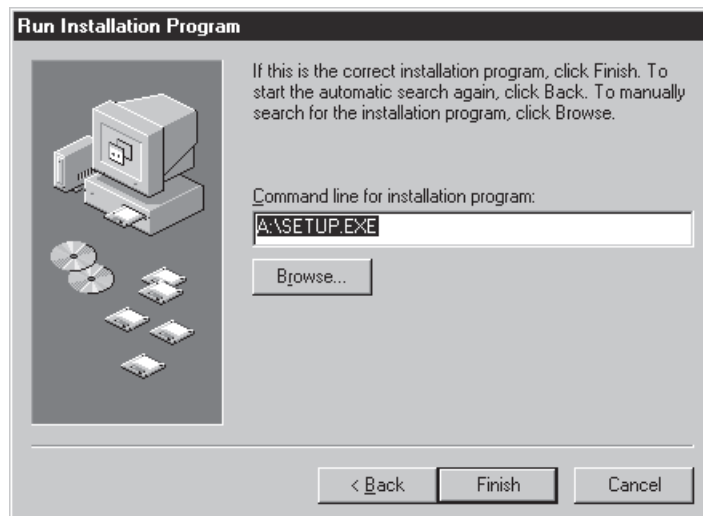 Run Installation Program
If this is the correct installation program, click Finish. To
start the automatic search again, click Back. To manually
search for the installation program, click Browse.
Command line for installation program:
A:\SETUP.EXE
Browse...
< Back
Finish
Cancel